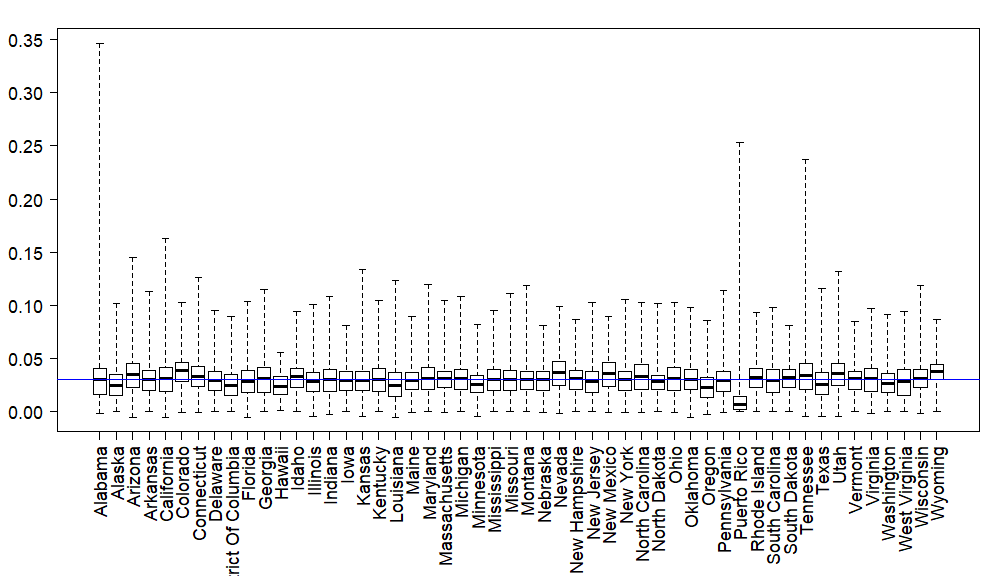 0.35
0.30
0.25
0.20
0.15
0.10
0.05
0.00
Alabama
Alaska
Arizona
Arkansas
California
Colorado
Connecticut
Delaware
trict Of Columbia
Florida
Georgia
Hawaii
Idaho
Illinois
Indiana
Iowa
Kansas
Kentucky
Louisiana
Maine
Maryland
Massachusetts
Michigan
Minnesota
Mississippi
Missouri
Montana
Nebraska
Nevada
New Hampshire
New Jersey
New Mexico
New York
North Carolina
North Dakota
Ohio
Oklahoma
Oregon
Pennsylvania
Puerto Rico
Rhode Island
South Carolina
South Dakota
Tennessee
Texas
Utah
Vermont
Virginia
Washington
West Virginia
Wisconsin
Wyoming